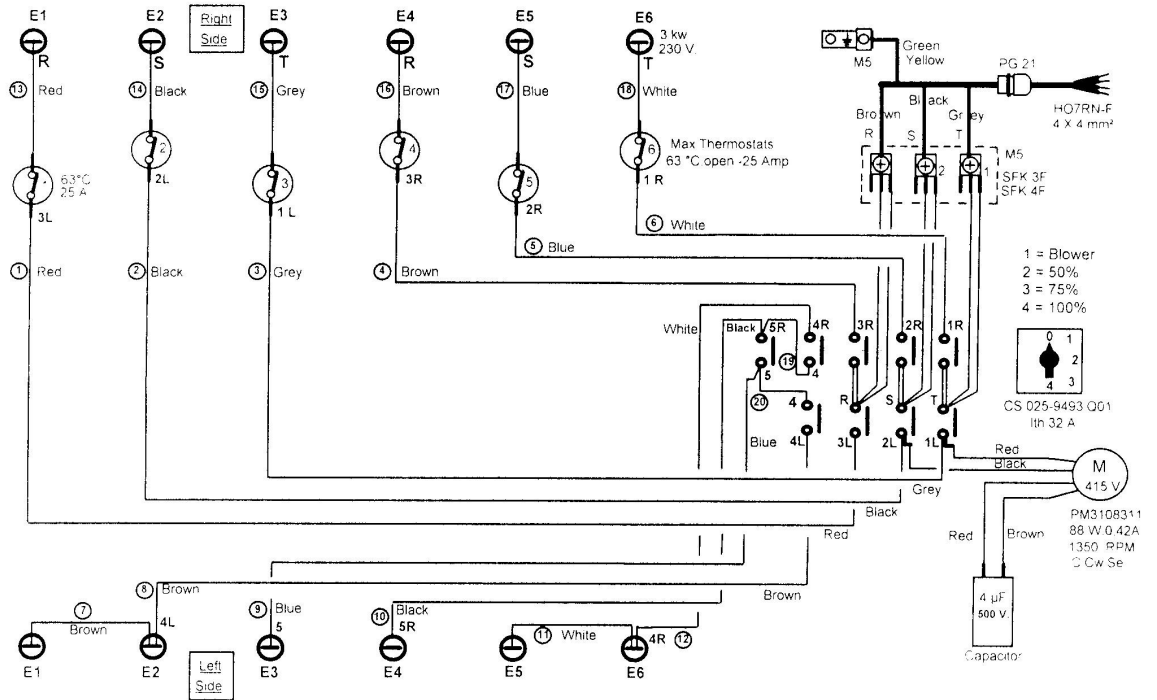 E1 E2 E3 E4 E5 E6
Right
Side
3 kw
230 V.
Green
Yellow
M5
PG 21
R S T R S T
13 Red
14 Black
15 Grey
16 Brown
17 Blue
18 White
Brown
Black
Grey
HO7RN-F
4 X 4 mm²
R S T
2
3
4
5
6
Max Thermostats
63 °C open -25 Amp
2 1
M5
SFK 3F
SFK 4F
63°C
25 A
3L
2L
1 L
3R
2R
1 R
6 White
5 Blue
1 Red
2 Black
3 Grey
4 Brown
1 = Blower
2 = 50%
3 = 75%
4 = 100%
White
Black
5R
4R
3R
2R
1R
0 1
2
4 3
5
19
4
20
4
R
S
T
CS 025-9493 Q01
Ith 32 A
Blue
4L
3L
2L
1L
Red
Black
Grey
M
415 V
Black
Red
PM3108311
88 W.0.42A
1350 RPM
C Cw Se
Red
Brown
4 µF
500 V.
Capacitor
8 Brown
Brown
7
Brown
4L
9 Blue
5
10 Black
5R
11 White
4R 12
E1 E2 E3 E4 E5 E6
Left
Side